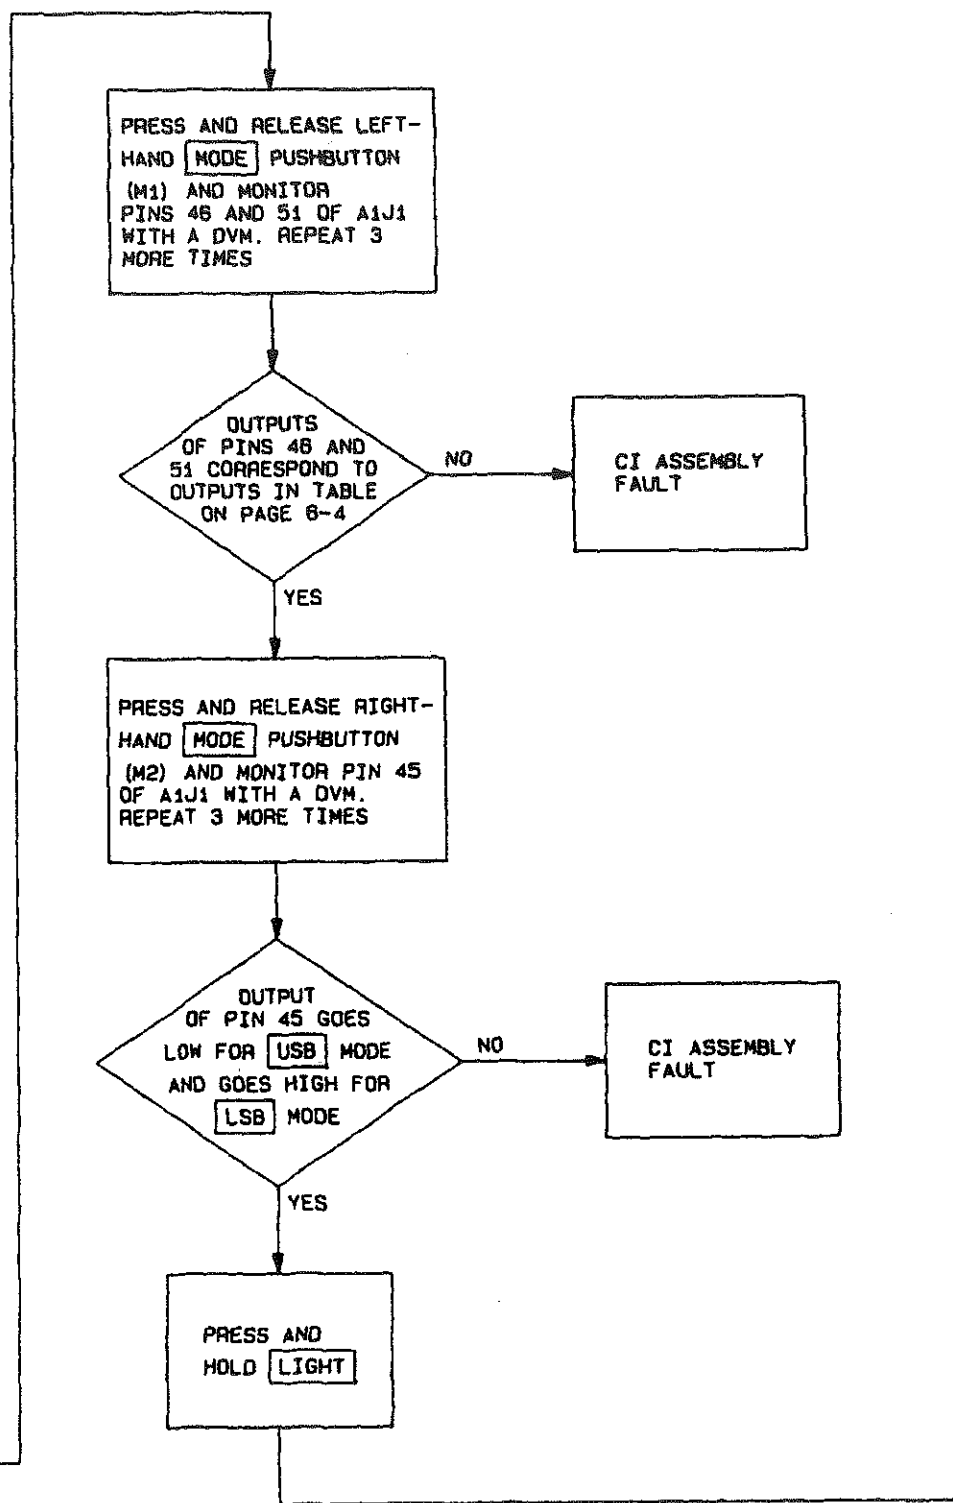 PRESS AND RELEASE LEFT-
HAND MODE PUSHBUTTON
(M1) AND MONITOR
PINS 46 AND 51 OF A1J1
WITH A DVM. REPEAT 3
MORE TIMES
OUTPUTS
OF PINS 46 AND
51 CORRESPOND TO
OUTPUTS IN TABLE
ON PAGE 6-4
NO
CI ASSEMBLY
FAULT
YES
PRESS AND RELEASE RIGHT-
HAND MODE PUSHBUTTON
(M2) AND MONITOR PIN 45
OF A1J1 WITH A DVM.
REPEAT 3 MORE TIMES
OUTPUT
OF PIN 45 GOES
LOW FOR USB MODE
AND GOES HIGH FOR
LSB MODE
NO
CI ASSEMBLY
FAULT
YES
PRESS AND
HOLD LIGHT